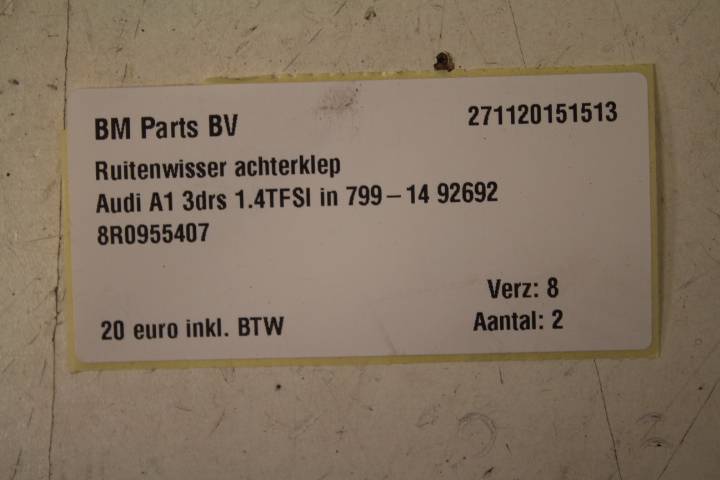 BM Parts BV 271120151513
Ruitenwisser achterklep
Audi A1 3drs 1.4TFSI in 799-14 92692
8R0955407
Verz: 8
20 euro inkl. BTW Aantal: 2